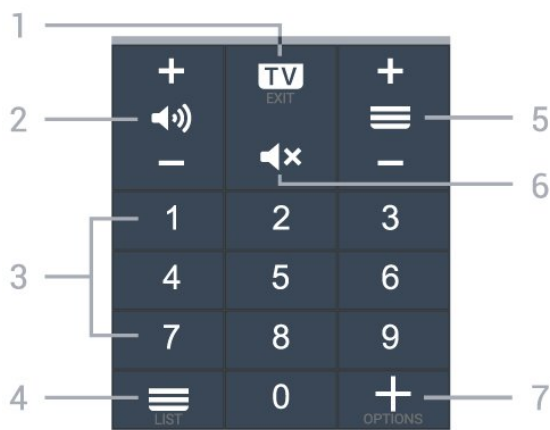 1
+ TV +
EXIT
2 5
- -
6
1 2 3
3
4 5 6
7 8 9
4 0 + 7
LIST OPTIONS